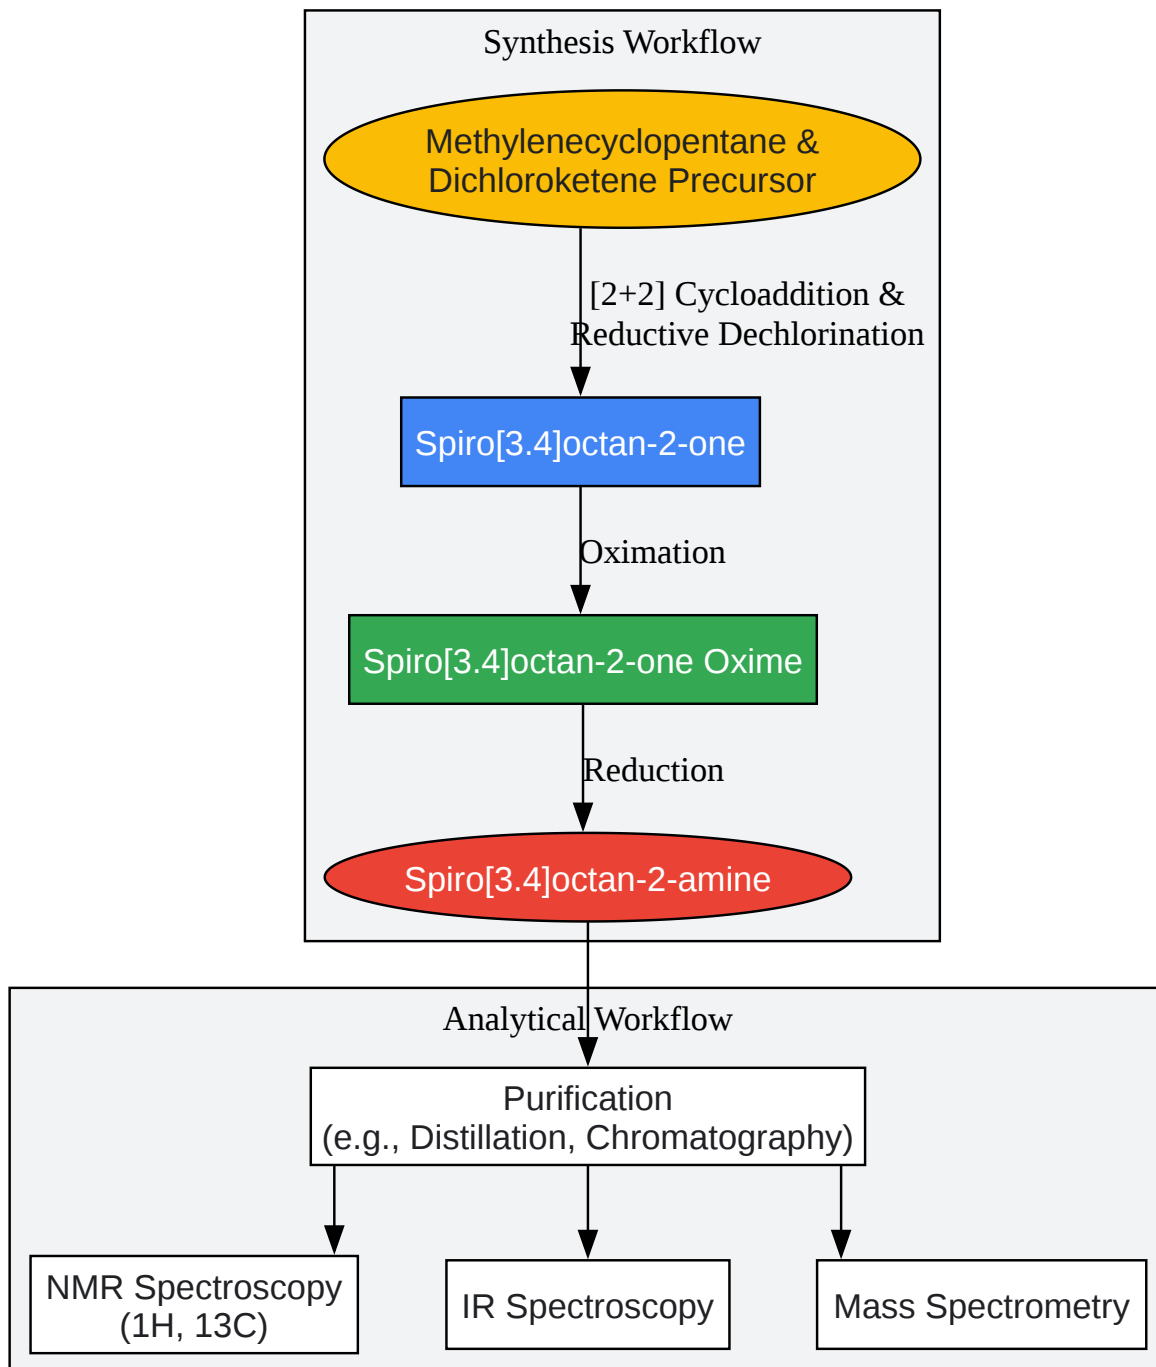 Synthesis Workflow
Methylenecyclopentane &
Dichloroketene Precursor
[2+2] Cycloaddition &
Reductive Dechlorination
Spiro[3.4]octan-2-one
Oximation
Spiro[3.4]octan-2-one Oxime
Reduction
Spiro[3.4]octan-2-amine
Analytical Workflow
Purification
(e.g., Distillation, Chromatography)
NMR Spectroscopy
(1H, 13C)
IR Spectroscopy
Mass Spectrometry